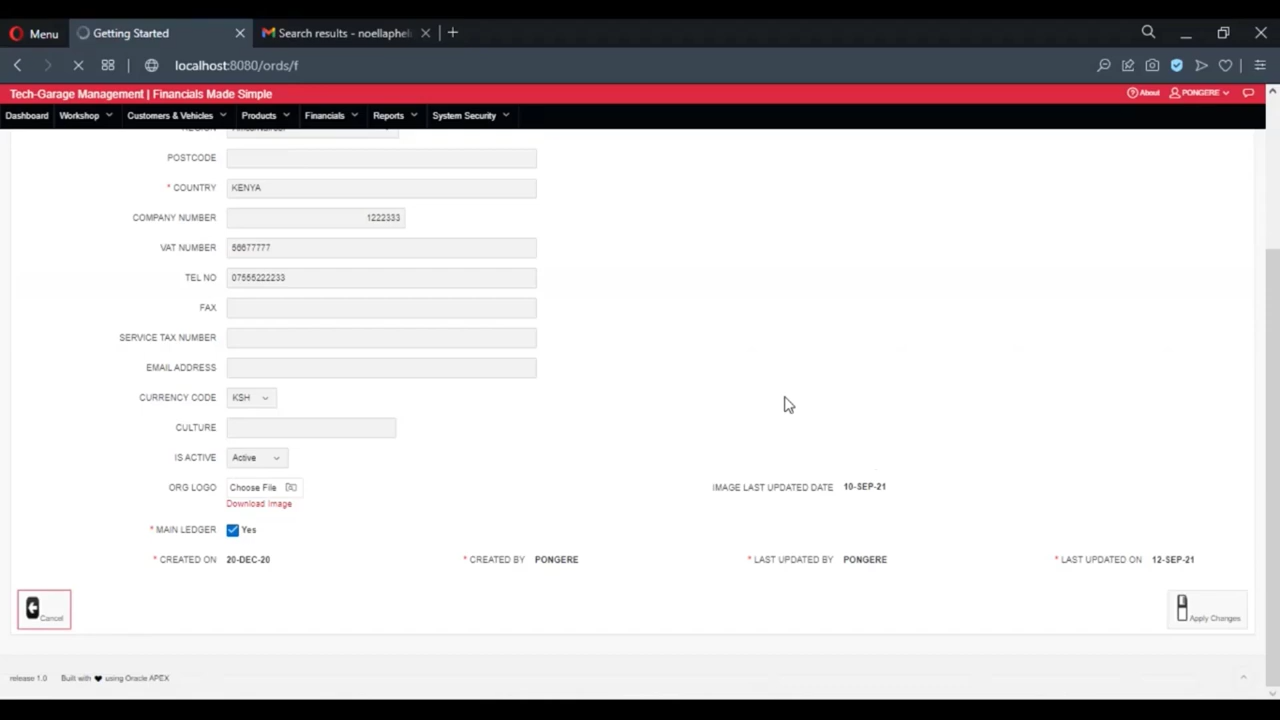 Menu
Getting Started
Search results - noellaphel
localhost:8080/ords/f
Tech-Garage Management | Financials Made Simple
About
PONGERE
Dashboard
Workshop
Customers & Vehicles
Products
Financials
Reports
System Security
POSTCODE
* COUNTRY KENYA
COMPANY NUMBER 1222333
VAT NUMBER 56677777
TEL NO 07555222233
FAX
SERVICE TAX NUMBER
EMAIL ADDRESS
CURRENCY CODE KSH
CULTURE
IS ACTIVE Active
ORG LOGO Choose File
IMAGE LAST UPDATED DATE 10-SEP-21
Download Image
* MAIN LEDGER Yes
* CREATED ON 20-DEC-20
* CREATED BY PONGERE
* LAST UPDATED BY PONGERE
* LAST UPDATED ON 12-SEP-21
Cancel
Apply Changes
release 1.0
Built with ♥ using Oracle APEX